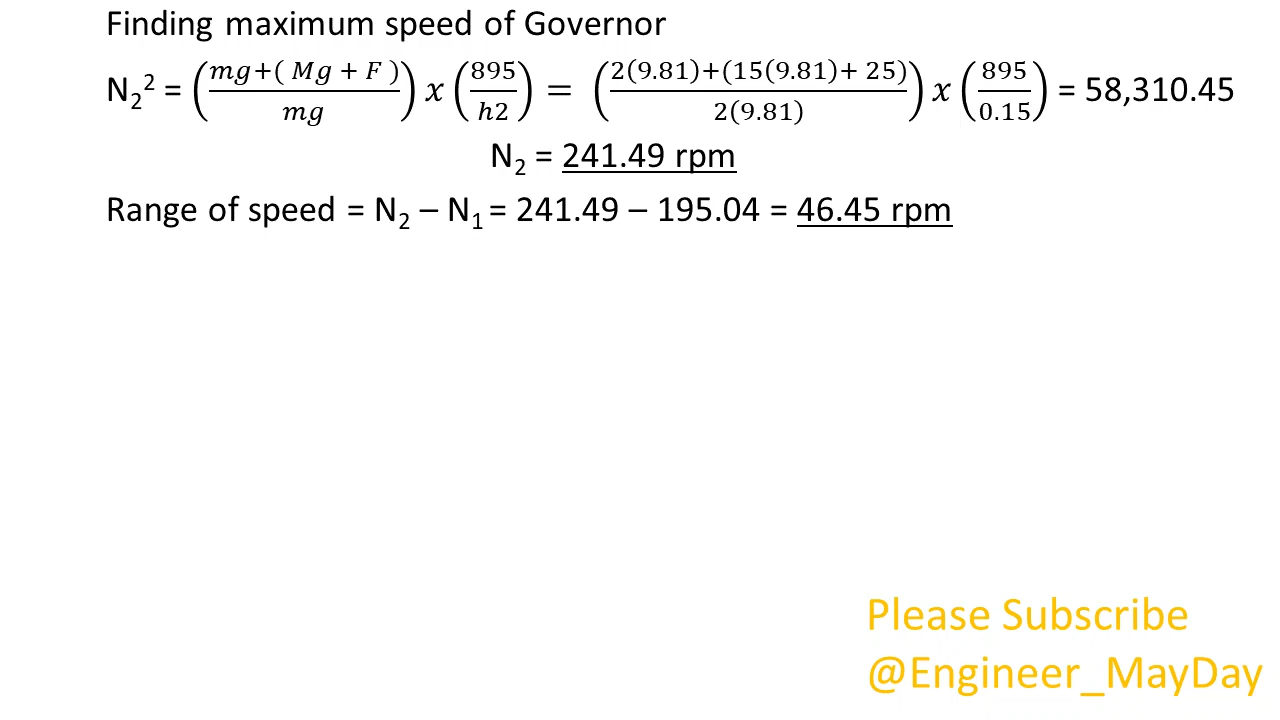 Finding maximum speed of Governor
N₂² = (mg+( Mg + F )/mg) x (895/h2) = (2(9.81)+(15(9.81)+ 25)/2(9.81)) x (895/0.15) = 58,310.45
N₂ = 241.49 rpm
Range of speed = N₂ – N₁ = 241.49 – 195.04 = 46.45 rpm
Please Subscribe
@Engineer_MayDay